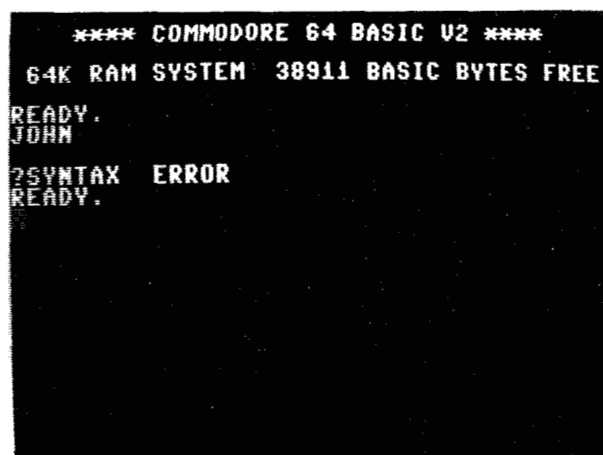 **** COMMODORE 64 BASIC V2 ****
64K RAM SYSTEM  38911 BASIC BYTES FREE
READY.
JOHN
?SYNTAX  ERROR
READY.